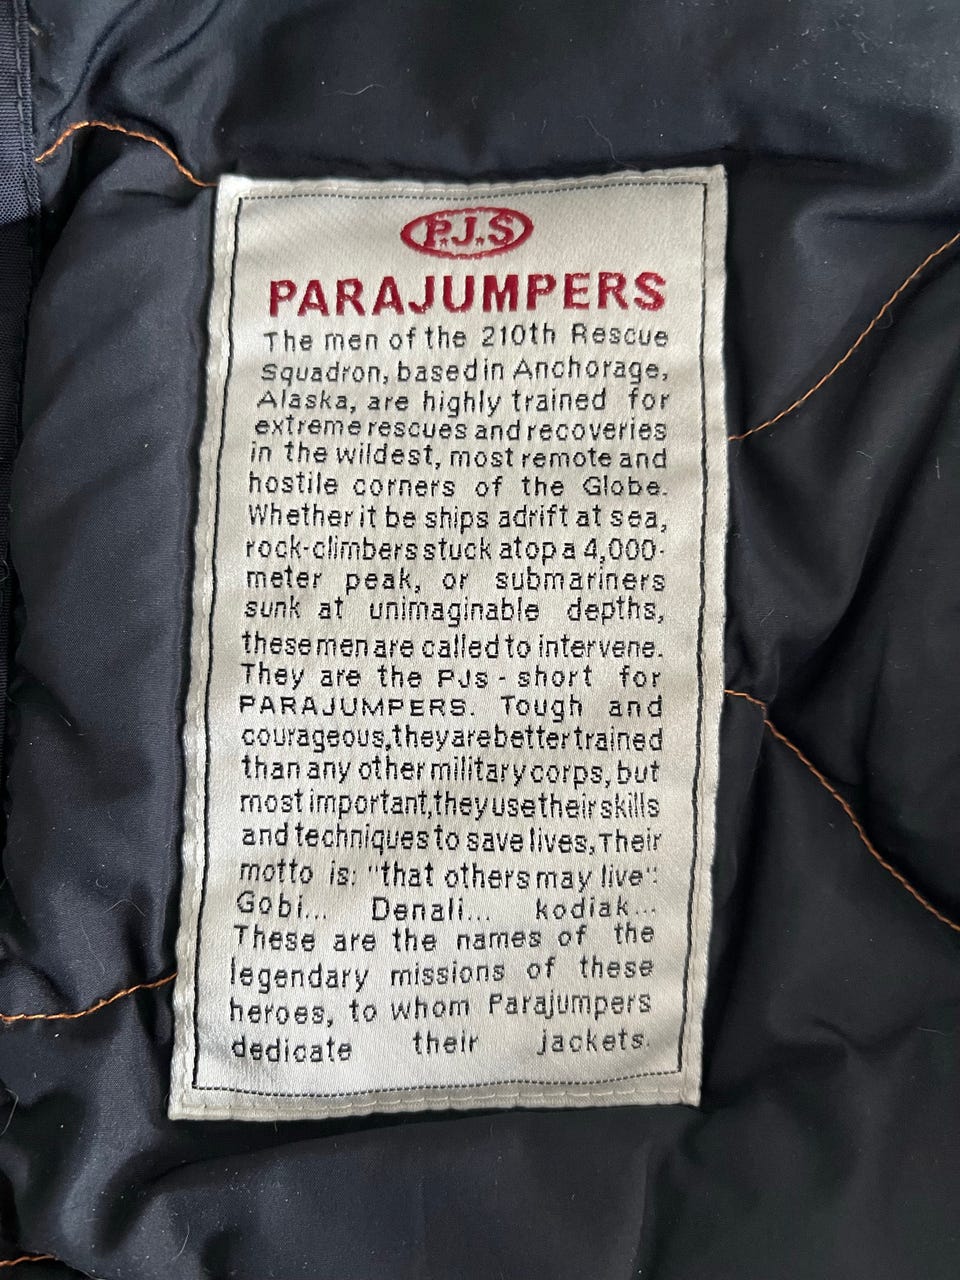 P.J.S
PARAJUMPERS
The men of the 210th Rescue
Squadron, based in Anchorage,
Alaska, are highly trained for
extreme rescues and recoveries
in the wildest, most remote and
hostile corners of the Globe.
Whether it be ships adrift at sea,
rock-climbers stuck atop a 4,000-
meter peak, or submariners
sunk at unimaginable depths,
these men are called to intervene.
They are the PJs - short for
PARAJUMPERS. Tough and
courageous, they are better trained
than any other military corps, but
most important, they use their skills
and techniques to save lives, Their
motto is: "that others may live":
Gobi... Denali... kodiak...
These are the names of the
legendary missions of these
heroes, to whom Parajumpers
dedicate their jackets.